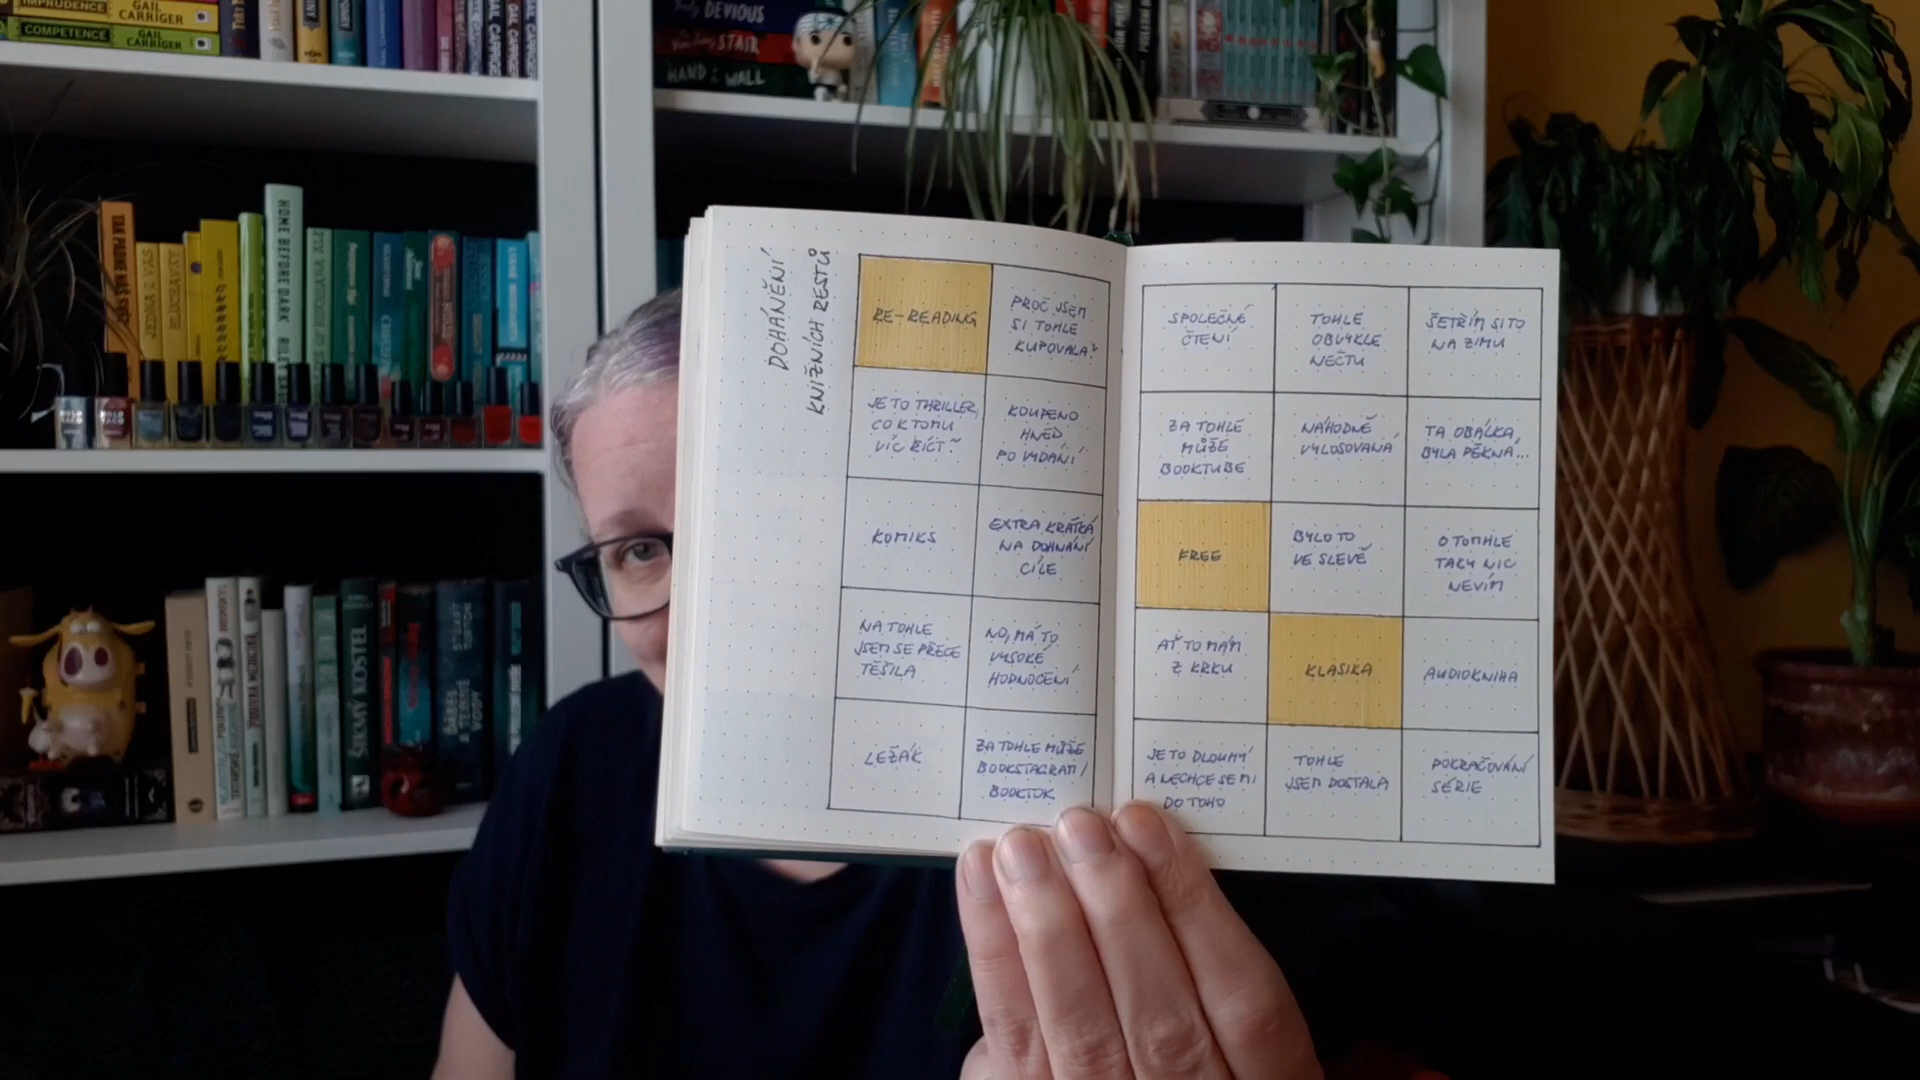 IMPRUDENCE
GAIL CARRIGER
COMPETENCE
GAIL CARRIGER
TRULY DEVIOUS
STAIR
HAND WALL
HOME BEFORE DARK
ŠIKMÝ KOSTEL
DOHÁNĚNÍ
KNIŽNÍCH RESTŮ
RE-READING
PROČ JSEM
SI TOHLE
KUPOVALA?
JE TO THRILLER,
CO K TOMU
VÍC ŘÍCT~
KOUPENO
HNED
PO VYDÁNÍ
KOMIKS
EXTRA KRÁTKÁ
NA DOHNÁNÍ
CÍLE
NA TOHLE
JSEM SE PŘECE
TĚŠILA
NO, MÁ TO
VYSOKÉ
HODNOCENÍ
LEŽÁK
ZA TOHLE MŮŽE
BOOKSTAGRAM/
BOOKTOK
SPOLEČNÉ
ČTENÍ
TOHLE
OBVYKLE
NEČTU
ŠETŘÍM SI TO
NA ZIMU
ZA TOHLE
MŮŽE
BOOKTUBE
NÁHODNĚ
VYLOSOVANÁ
TA OBÁLKA
BYLA PĚKNÁ...
FREE
BYLO TO
VE SLEVĚ
O TOMHLE
TAKY NIC
NEVÍM
AŤ TO MÁM
Z KRKU
KLASIKA
AUDIOKNIHA
JE TO DLOUHÝ
A NECHCE SE MI
DO TOHO
TOHLE
JSEM DOSTALA
POKRAČOVÁNÍ
SÉRIE